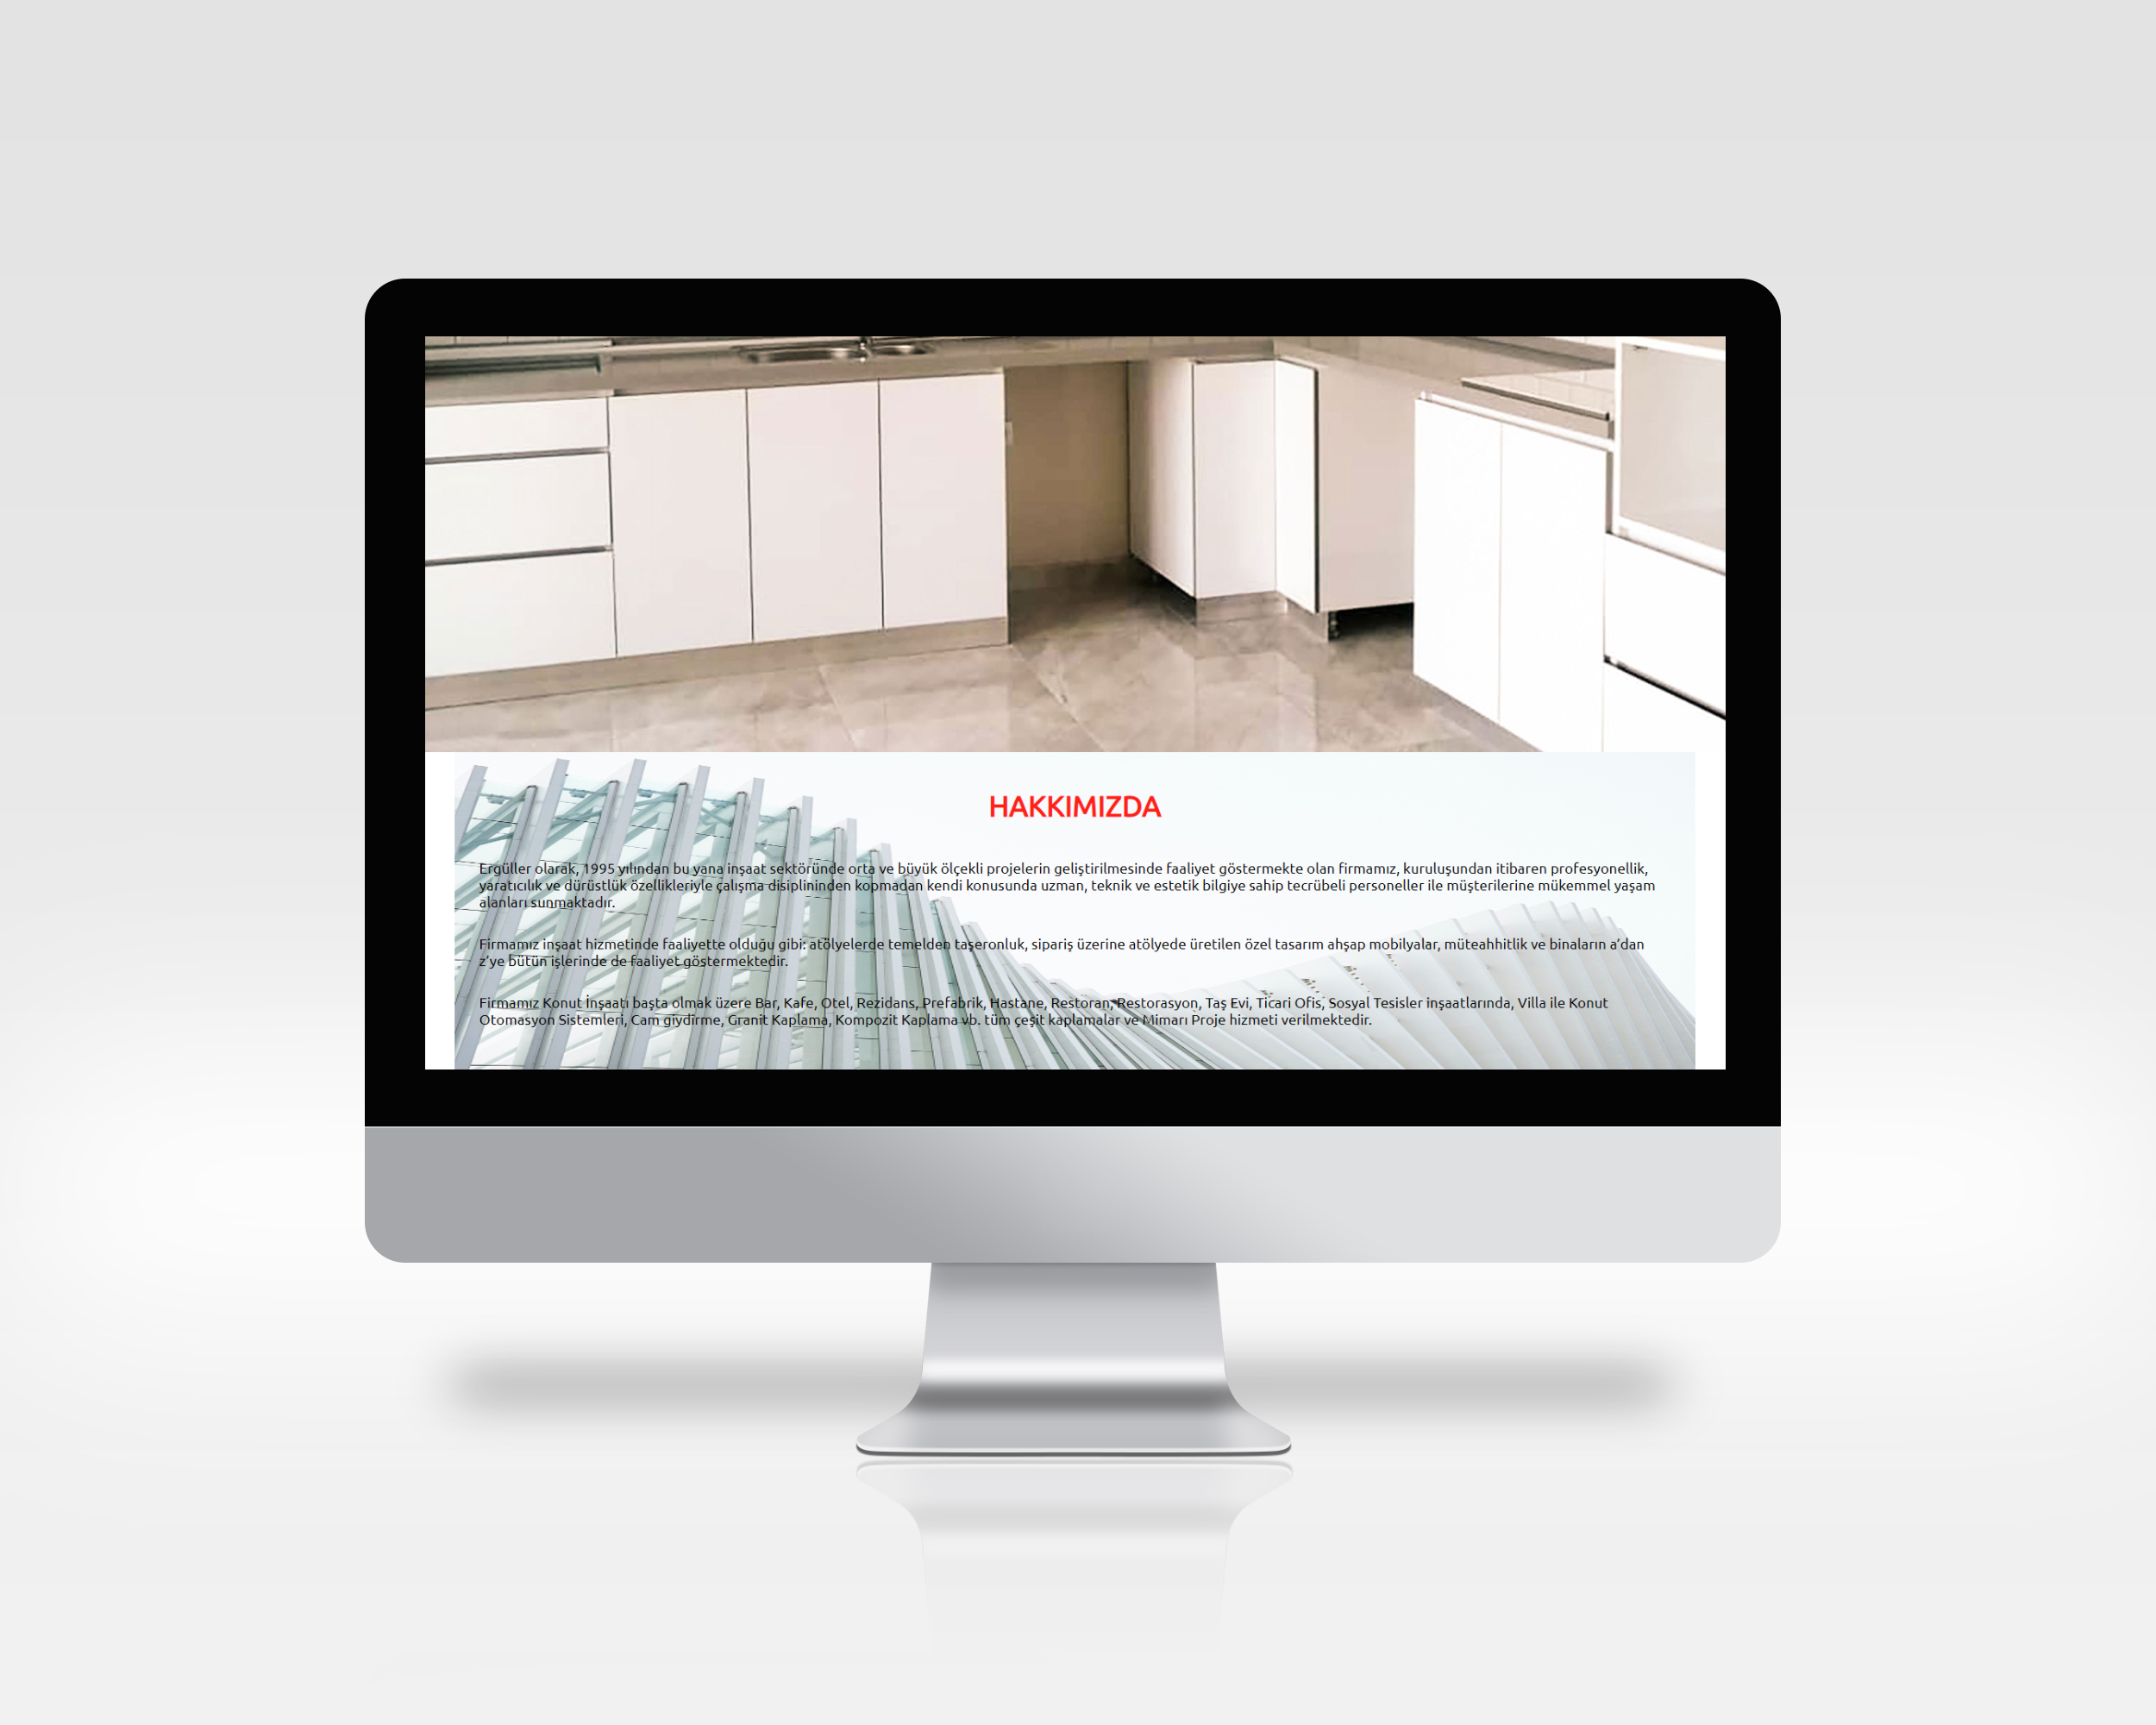 HAKKIMIZDA
Ergüller olarak, 1995 yılından bu yana inşaat sektöründe orta ve büyük ölçekli projelerin geliştirilmesinde faaliyet göstermekte olan firmamız, kuruluşundan itibaren profesyonellik,
yaratıcılık ve dürüstlük özellikleriyle çalışma disiplininden kopmadan kendi konusunda uzman, teknik ve estetik bilgiye sahip tecrübeli personeller ile müşterilerine mükemmel yaşam
alanları sunmaktadır.
Firmamız inşaat hizmetinde faaliyette olduğu gibi: atölyelerde temelden taşeronluk, sipariş üzerine atölyede üretilen özel tasarım ahşap mobilyalar, müteahhitlik ve binaların a’dan
z’ye bütün işlerinde de faaliyet göstermektedir.
Firmamız Konut İnşaatı başta olmak üzere Bar, Kafe, Otel, Rezidans, Prefabrik, Hastane, Restoran, Restorasyon, Taş Evi, Ticari Ofis, Sosyal Tesisler inşaatlarında, Villa ile Konut
Otomasyon Sistemleri, Cam giydirme, Granit Kaplama, Kompozit Kaplama vb. tüm çeşit kaplamalar ve Mimarı Proje hizmeti verilmektedir.